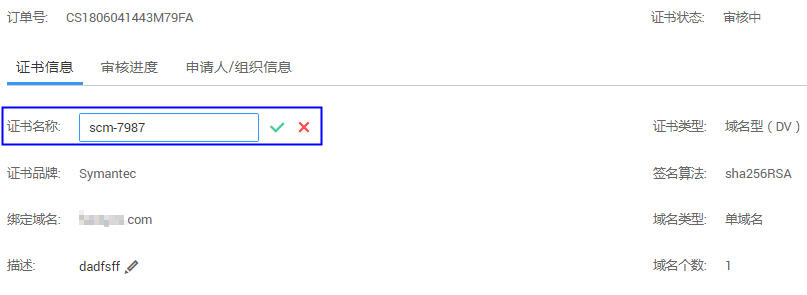 订单号: CS1806041443M79FA 证书状态: 审核中
证书信息 审核进度 申请人/组织信息
证书名称: scm-7987 证书类型: 域名型 ( DV )
证书品牌: Symantec 签名算法: sha256RSA
绑定域名: .com 域名类型: 单域名
描述: dadfsff 域名个数: 1